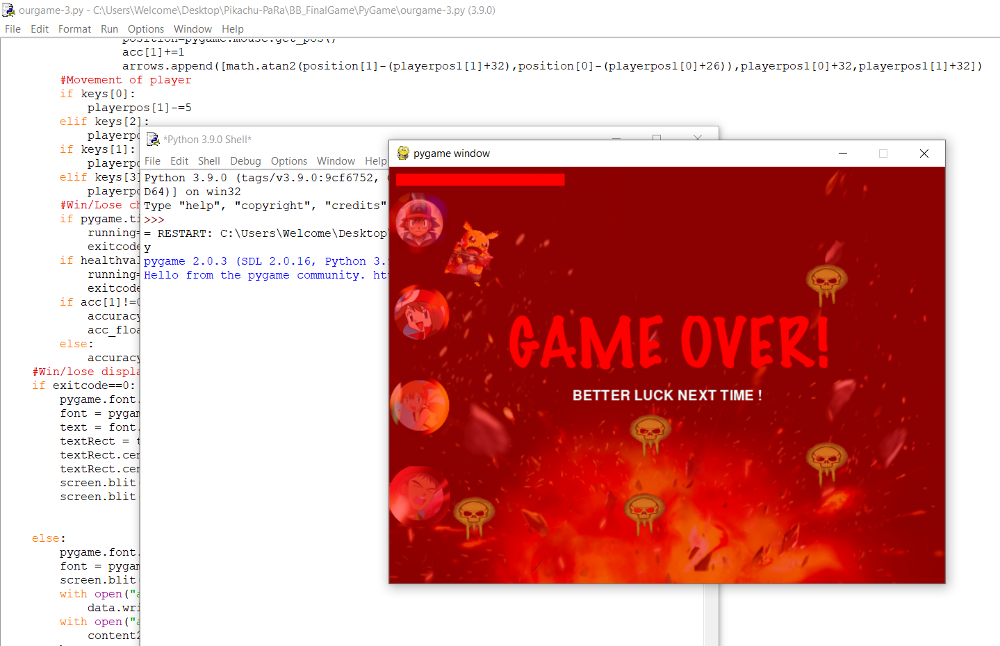 ourgame-3.py - C:\Users\Welcome\Desktop\Pikachu-PaRa\BB_FinalGame\PyGame\ourgame-3.py (3.9.0)
File Edit Format Run Options Window Help
position=pygame.mouse.get_pos()
acc[1]+=1
arrows.append([math.atan2(position[1]-(playerpos1[1]+32),position[0]-(playerpos1[0]+26)),playerpos1[0]+32,playerpos1[1]+32])
#Movement of player
if keys[0]:
playerpos[1]-=5
elif keys[2]:
playerp
if keys[1]:
playerp
elif keys[3]
playerp
#Win/Lose ch
if pygame.ti
running=
exitcode
if healthval
running=
exitcode
if acc[1]!=0
accuracy
acc_floa
else:
accuracy
#Win/lose displa
if exitcode==0:
pygame.font.
font = pygam
text = font.
textRect = t
textRect.cen
textRect.cen
screen.blit
screen.blit
else:
pygame.font.
font = pygam
screen.blit
with open("a
data.wri
with open("a
content2
*Python 3.9.0 Shell*
File Edit Shell Debug Options Window Help
Python 3.9.0 (tags/v3.9.0:9cf6752,
D64)] on win32
Type "help", "copyright", "credits"
>>>
= RESTART: C:\Users\Welcome\Desktop
y
pygame 2.0.3 (SDL 2.0.16, Python 3.
Hello from the pygame community. ht
pygame window
GAME OVER!
BETTER LUCK NEXT TIME !